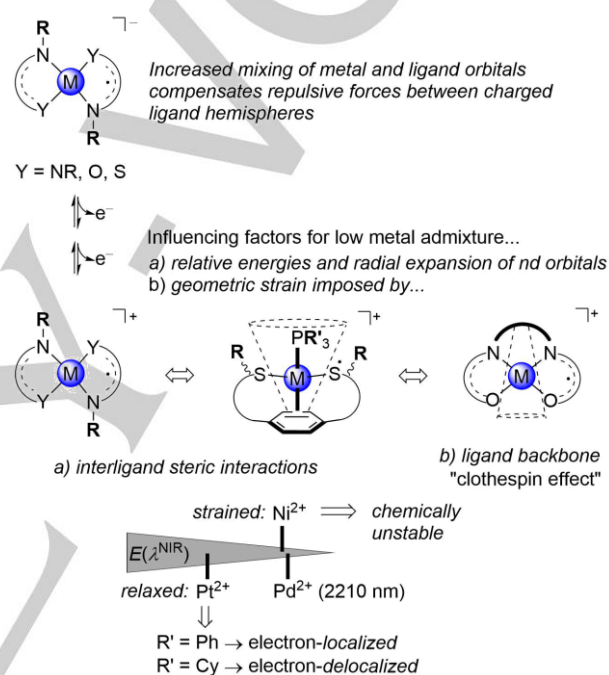 R
N Y
M
Y N
R
Increased mixing of metal and ligand orbitals
compensates repulsive forces between charged
ligand hemispheres
Y = NR, O, S
e⁻
e⁻
Influencing factors for low metal admixture...
a) relative energies and radial expansion of nd orbitals
b) geometric strain imposed by...
R
N Y
M
Y N
R
+
PR'₃
R S M S R
+
N N
M
O O
+
a) interligand steric interactions
b) ligand backbone
"clothespin effect"
strained: Ni²⁺ ⇒ chemically
unstable
E(λᴺᴵᴿ)
relaxed: Pt²⁺ Pd²⁺ (2210 nm)
R' = Ph → electron-localized
R' = Cy → electron-delocalized